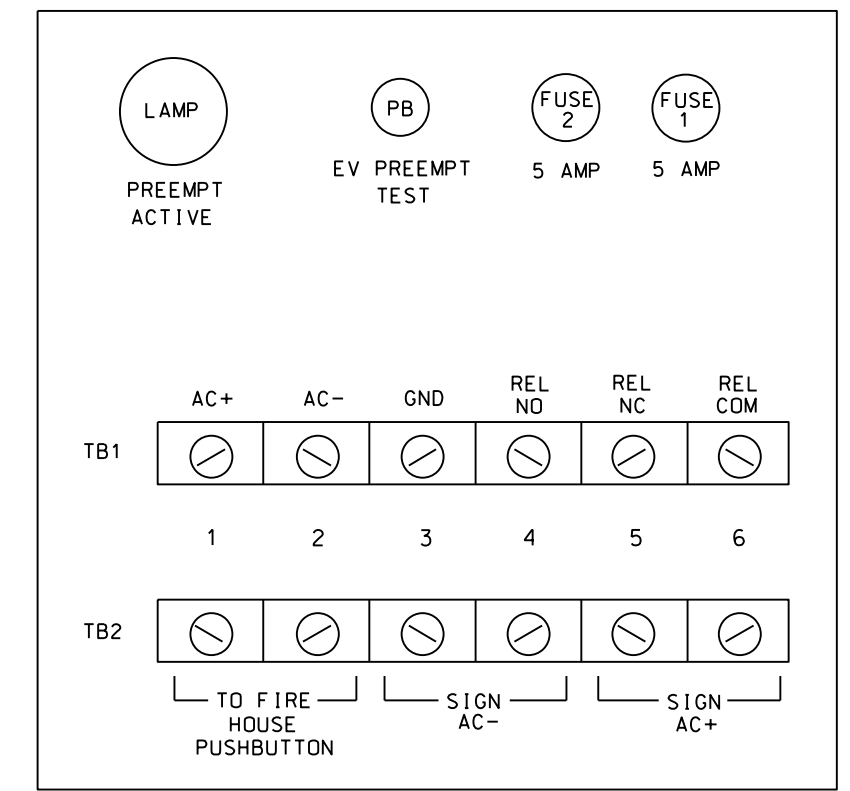 LAMP
PREEMPT
ACTIVE
PB
EV PREEMPT
TEST
FUSE
2
5 AMP
FUSE
1
5 AMP
AC+
AC-
GND
REL
NO
REL
NC
REL
COM
TB1
1 2 3 4 5 6
TB2
TO FIRE
HOUSE
PUSHBUTTON
SIGN
AC-
SIGN
AC+